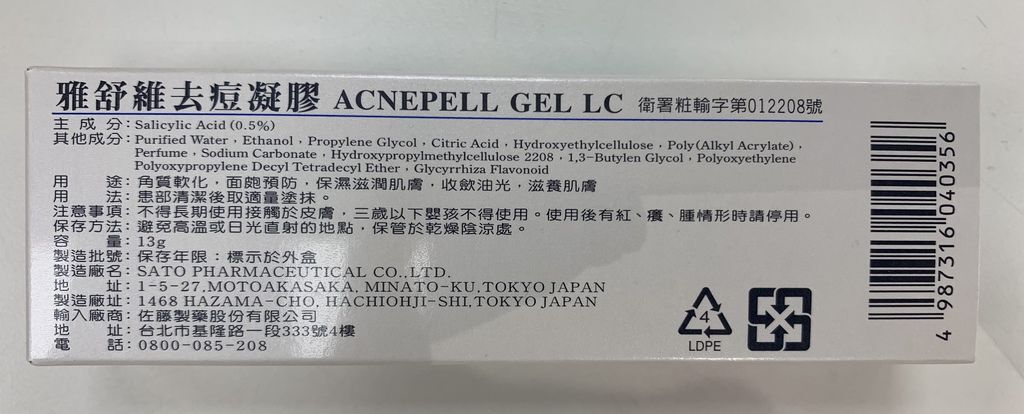 雅舒維去痘凝膠 ACNEPELL GEL LC 衛署粧輸字第012208號
主成分：Salicylic Acid (0.5%)
其他成分：Purified Water，Ethanol，Propylene Glycol，Citric Acid，Hydroxyethylcellulose，Poly(Alkyl Acrylate)，
Perfume，Sodium Carbonate，Hydroxypropylmethylcellulose 2208，1,3-Butylen Glycol，Polyoxyethylene
Polyoxypropylene Decyl Tetradecyl Ether，Glycyrrhiza Flavonoid
用途：角質軟化，面皰預防，保濕滋潤肌膚，收斂油光，滋養肌膚
用法：患部清潔後取適量塗抹。
注意事項：不得長期使用接觸於皮膚，三歲以下嬰孩不得使用。使用後有紅、癢、腫情形時請停用。
保存方法：避免高溫或日光直射的地點，保管於乾燥陰涼處。
容量：13g
製造批號：保存年限：標示於外盒
製造廠名：SATO PHARMACEUTICAL CO.,LTD.
地址：1-5-27,MOTOAKASAKA, MINATO-KU,TOKYO JAPAN
製造廠址：1468 HAZAMA-CHO, HACHIOHJI-SHI,TOKYO JAPAN
輸入廠商：佐藤製藥股份有限公司
地址：台北市基隆路一段333號4樓
電話：0800-085-208
4
LDPE
4 987316 040356